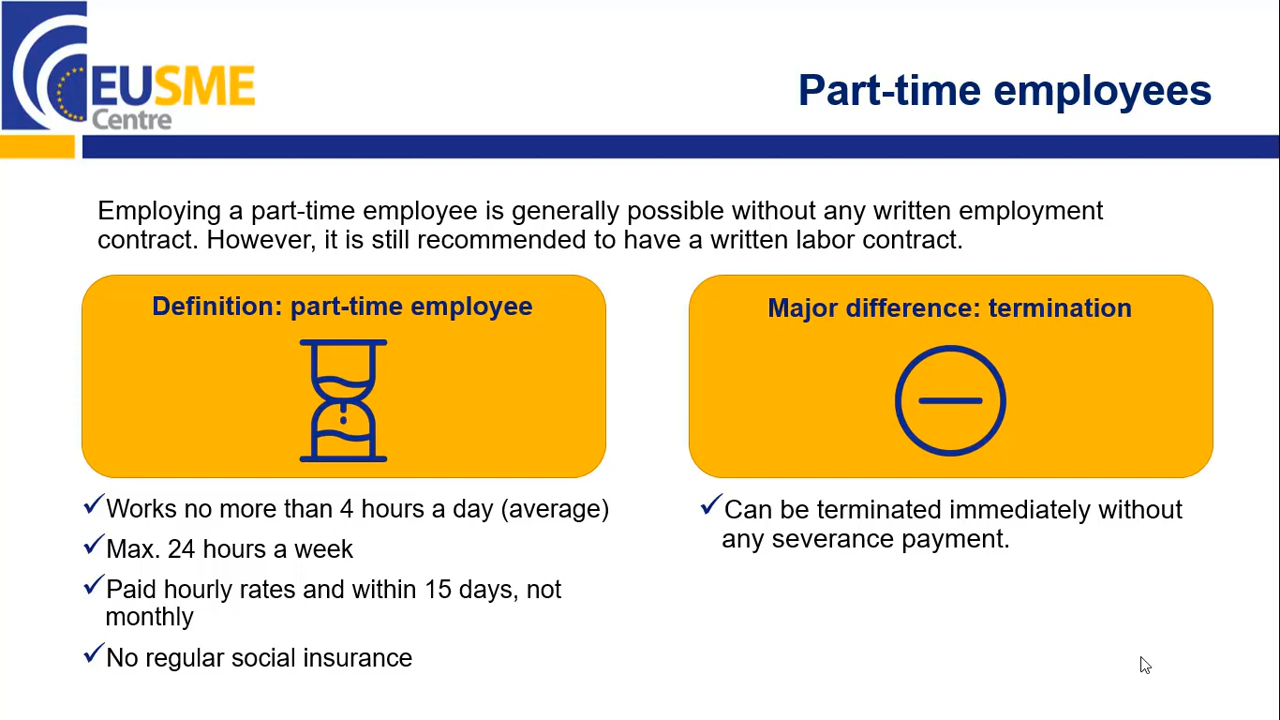 EUSME
Centre
Part-time employees
Employing a part-time employee is generally possible without any written employment
contract. However, it is still recommended to have a written labor contract.
Definition: part-time employee
✓Works no more than 4 hours a day (average)
✓Max. 24 hours a week
✓Paid hourly rates and within 15 days, not
monthly
✓No regular social insurance
Major difference: termination
✓Can be terminated immediately without
any severance payment.